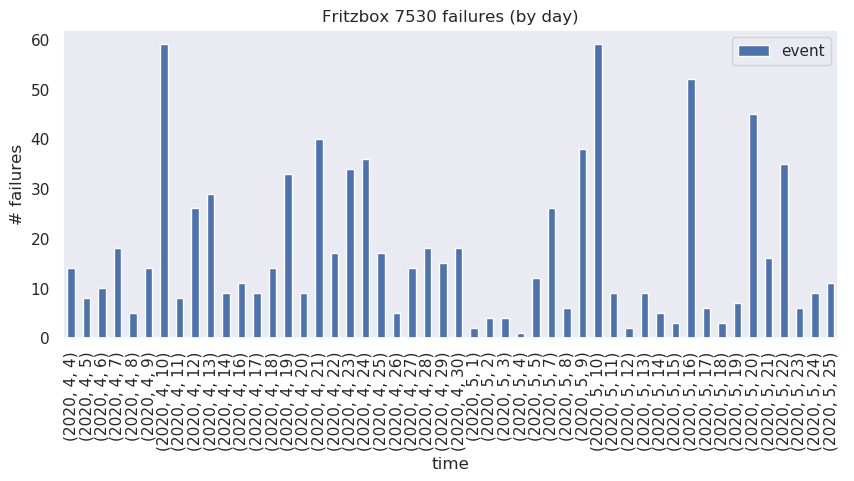 Fritzbox 7530 failures (by day)
event
# failures
60
50
40
30
20
10
0
(2020, 4, 4)
(2020, 4, 5)
(2020, 4, 6)
(2020, 4, 7)
(2020, 4, 8)
(2020, 4, 9)
(2020, 4, 10)
(2020, 4, 11)
(2020, 4, 12)
(2020, 4, 13)
(2020, 4, 14)
(2020, 4, 16)
(2020, 4, 17)
(2020, 4, 18)
(2020, 4, 19)
(2020, 4, 20)
(2020, 4, 21)
(2020, 4, 22)
(2020, 4, 23)
(2020, 4, 24)
(2020, 4, 25)
(2020, 4, 26)
(2020, 4, 27)
(2020, 4, 28)
(2020, 4, 29)
(2020, 4, 30)
(2020, 5, 1)
(2020, 5, 2)
(2020, 5, 3)
(2020, 5, 4)
(2020, 5, 5)
(2020, 5, 7)
(2020, 5, 8)
(2020, 5, 9)
(2020, 5, 10)
(2020, 5, 11)
(2020, 5, 12)
(2020, 5, 13)
(2020, 5, 14)
(2020, 5, 15)
(2020, 5, 16)
(2020, 5, 17)
(2020, 5, 18)
(2020, 5, 19)
(2020, 5, 20)
(2020, 5, 21)
(2020, 5, 22)
(2020, 5, 23)
(2020, 5, 24)
(2020, 5, 25)
time